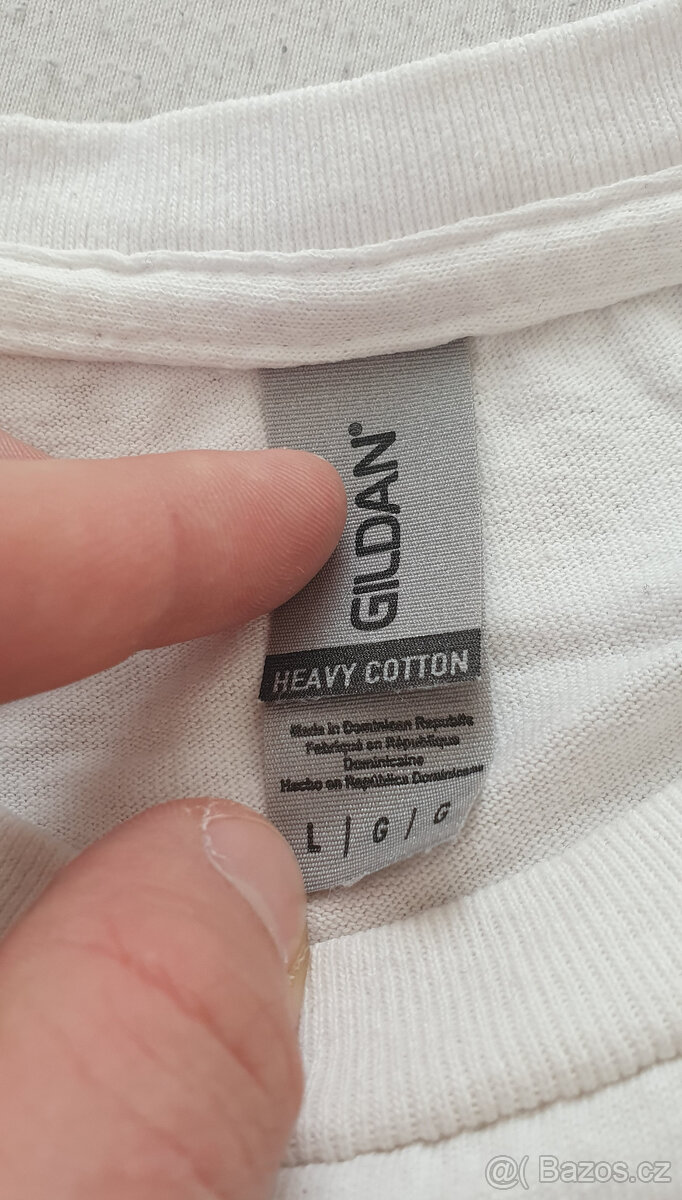 GILDAN®
HEAVY COTTON
Made in Dominican Republic
Fabriqué en République
Dominicaine
Hecho en República Dominicana
L | G / G
@( Bazos.cz